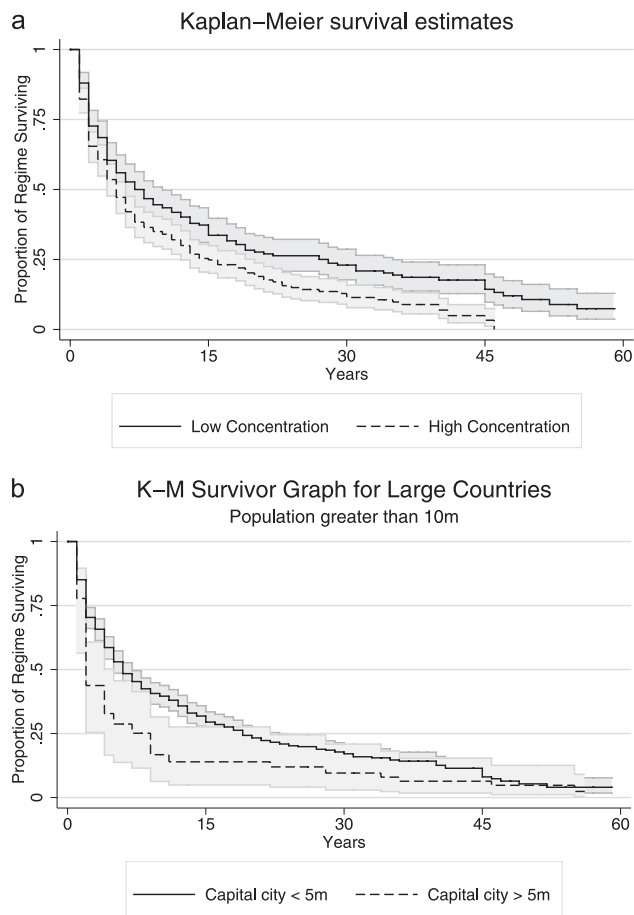 a
Kaplan–Meier survival estimates
Proportion of Regime Surviving
1
.75
.5
.25
0
0 15 30 45 60
Years
Low Concentration High Concentration
b
K–M Survivor Graph for Large Countries
Population greater than 10m
Proportion of Regime Surviving
1
.75
.5
.25
0
0 15 30 45 60
Years
Capital city < 5m Capital city > 5m